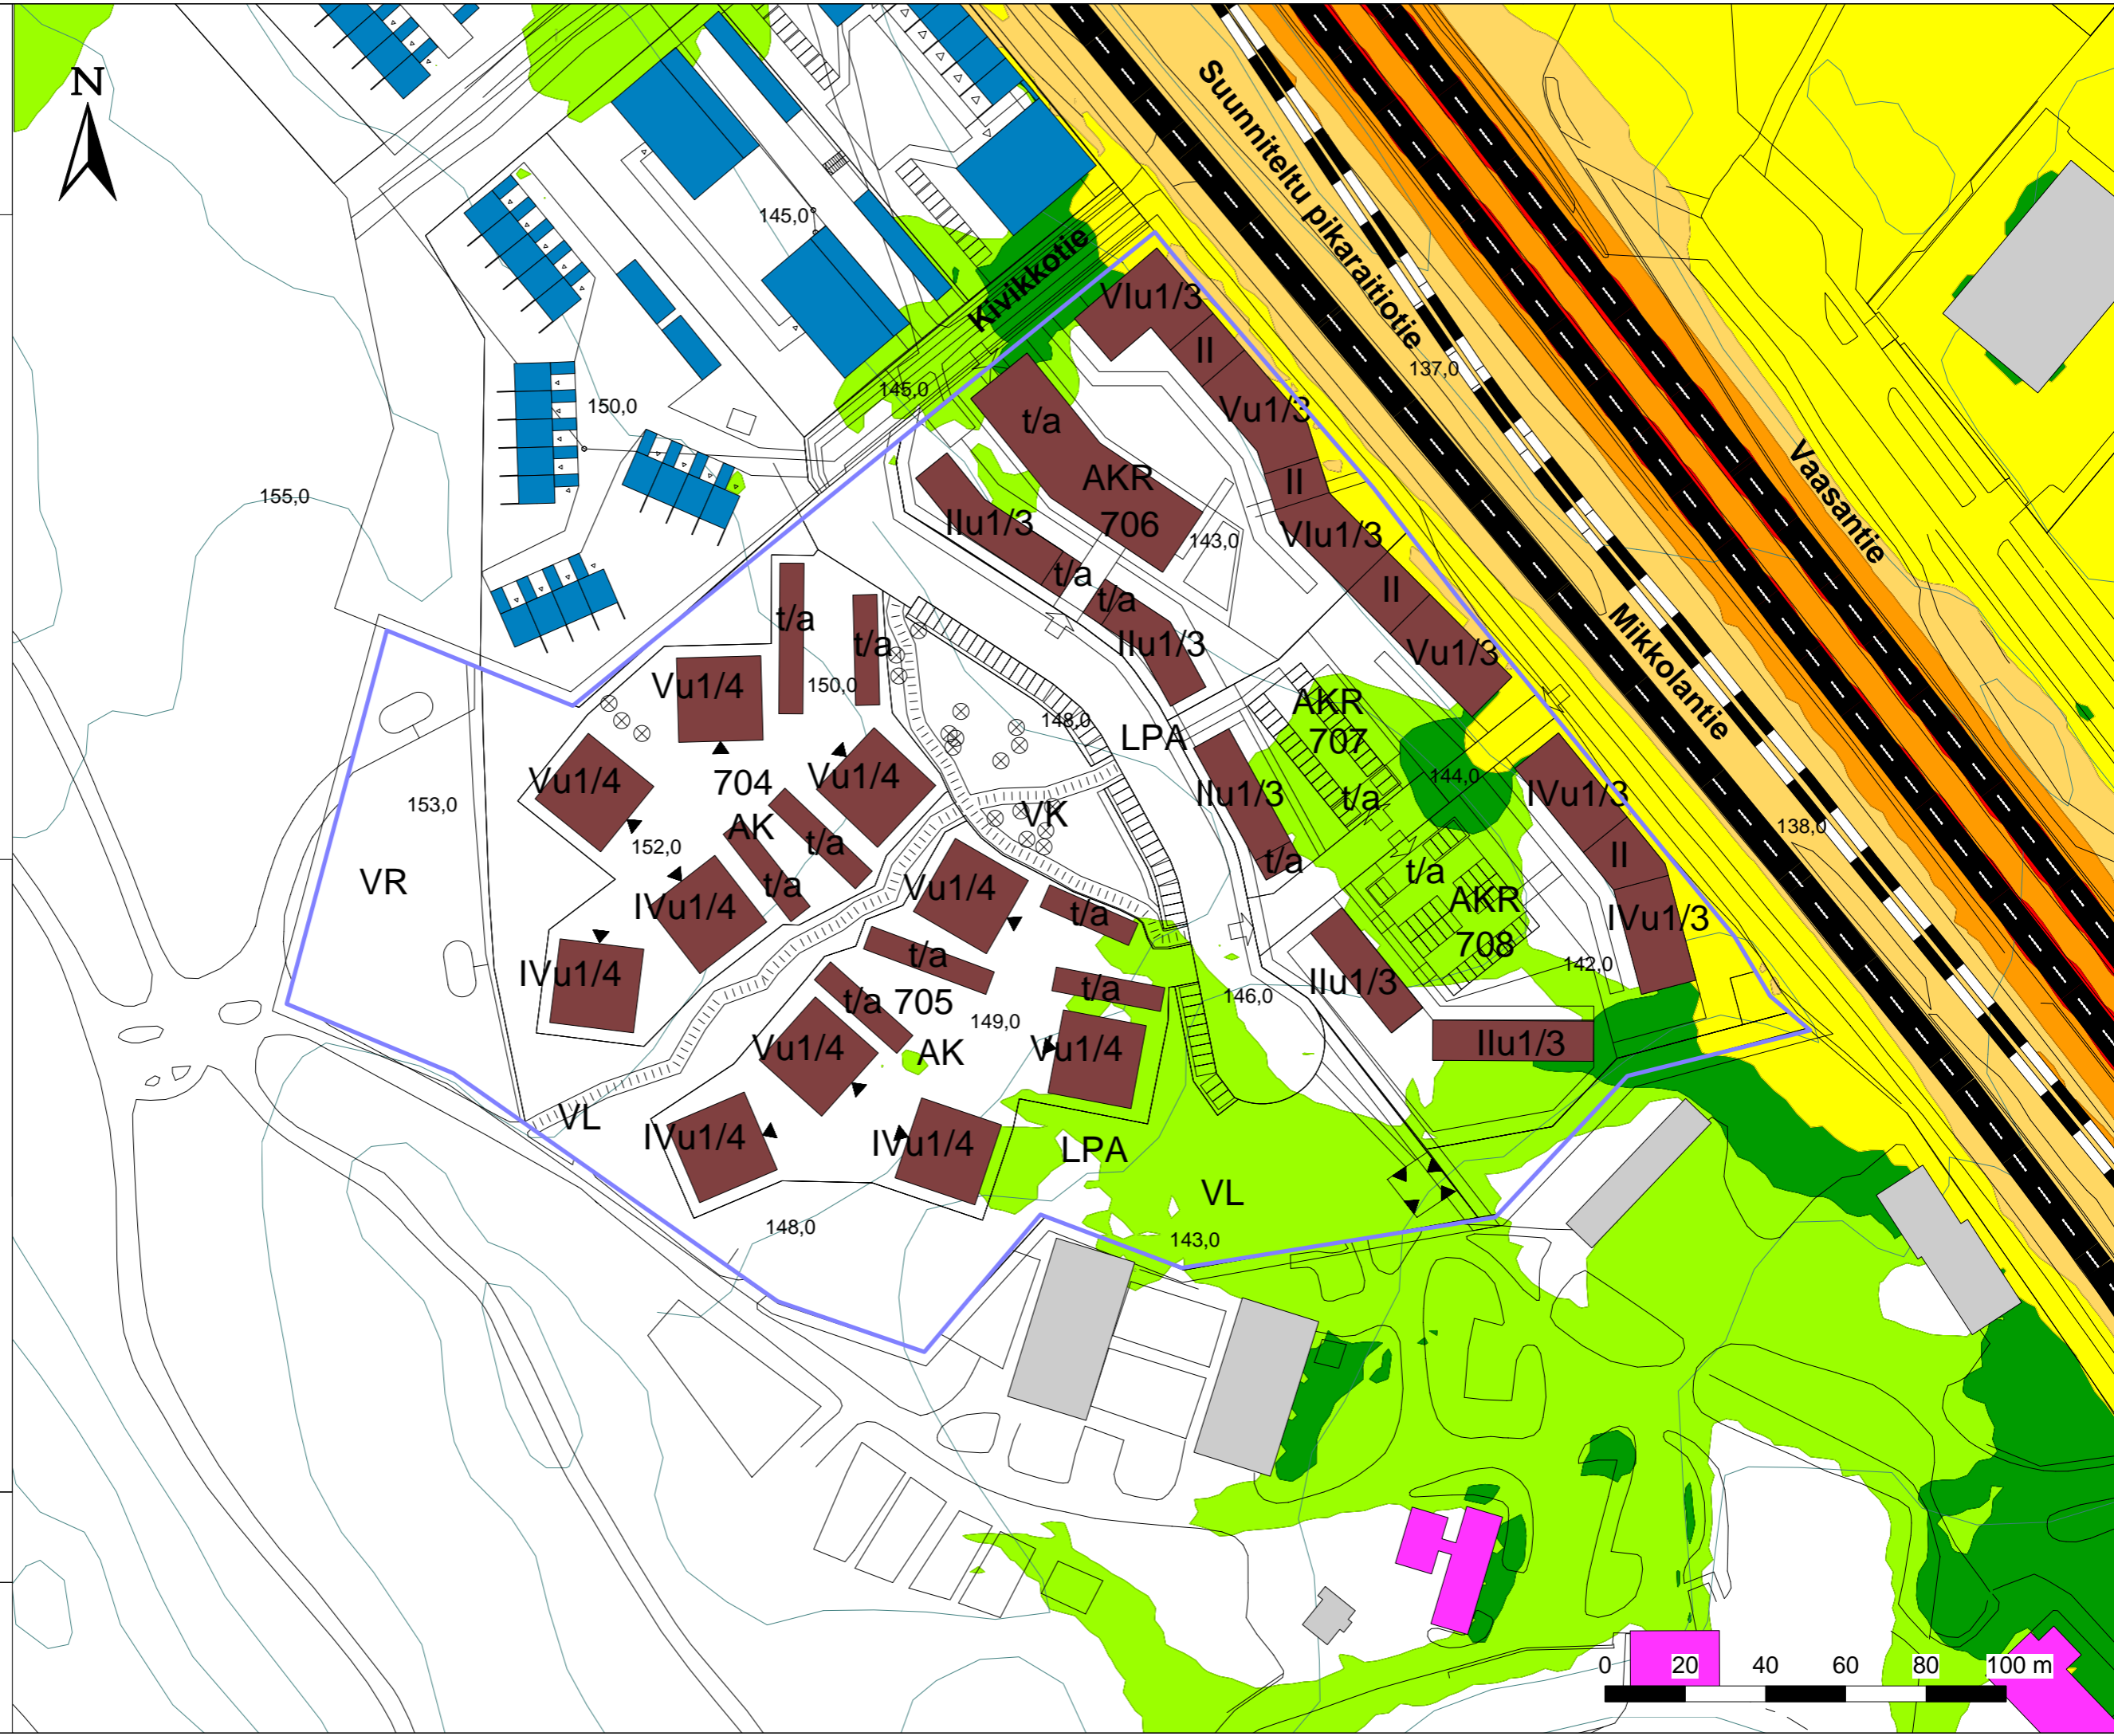 N
Suunniteltu pikaraitiotie
145,0
Kivikkotie
VIu1/3
II
137,0
145,0
Vu1/3
150,0
t/a
Vaasantie
AKR
706
II
155,0
IIu1/3
VIu1/3
143,0
t/a
II
t/a
t/a
t/a
IIu1/3
Vu1/3
Mikkolantie
Vu1/4
150,0
AKR
707
148,0
LPA
Vu1/4
704
Vu1/4
144,0
IIu1/3
t/a
IVu1/3
153,0
VK
AK
138,0
152,0
t/a
II
t/a
t/a
VR
t/a
Vu1/4
AKR
708
IVu1/4
t/a
IVu1/3
t/a
142,0
IVu1/4
IIu1/3
t/a
146,0
t/a
705
149,0
Vu1/4
AK
Vu1/4
IIu1/3
VL
IVu1/4
IVu1/4
LPA
VL
148,0
143,0
0 20 40 60 80 100 m